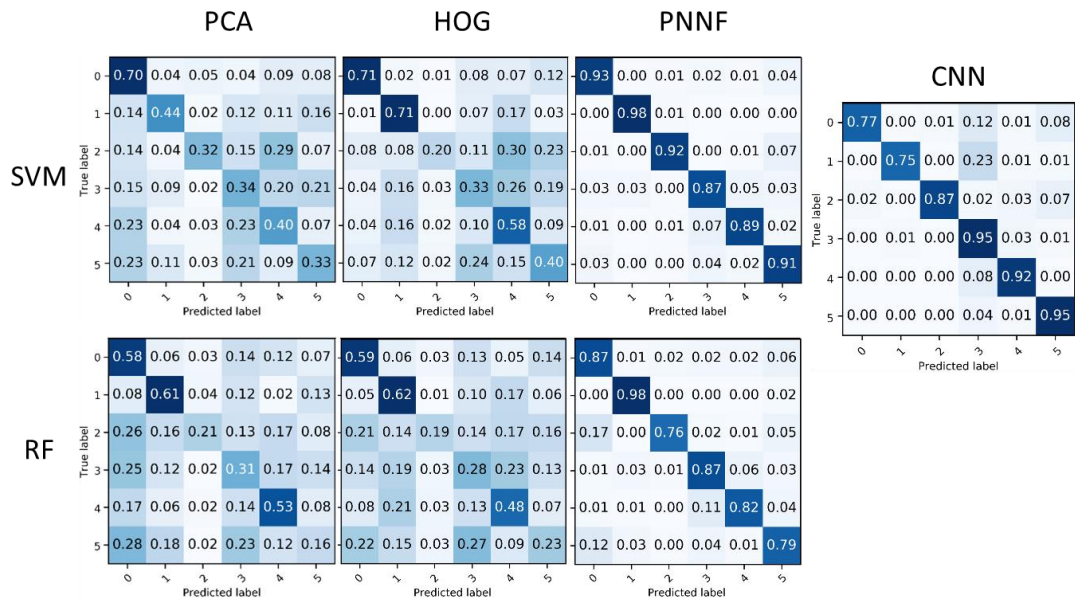 PCA HOG PNNF
CNN
SVM
RF
True label
0 0.70 0.04 0.05 0.04 0.09 0.08
1 0.14 0.44 0.02 0.12 0.11 0.16
2 0.14 0.04 0.32 0.15 0.29 0.07
3 0.15 0.09 0.02 0.34 0.20 0.21
4 0.23 0.04 0.03 0.23 0.40 0.07
5 0.23 0.11 0.03 0.21 0.09 0.33
0 1 2 3 4 5
Predicted label
0.71 0.02 0.01 0.08 0.07 0.12
0.01 0.71 0.00 0.07 0.17 0.03
0.08 0.08 0.20 0.11 0.30 0.23
0.04 0.16 0.03 0.33 0.26 0.19
0.04 0.16 0.02 0.10 0.58 0.09
0.07 0.12 0.02 0.24 0.15 0.40
0 1 2 3 4 5
Predicted label
0.93 0.00 0.01 0.02 0.01 0.04
0.00 0.98 0.01 0.00 0.00 0.00
0.01 0.00 0.92 0.00 0.01 0.07
0.03 0.03 0.00 0.87 0.05 0.03
0.01 0.01 0.00 0.07 0.89 0.02
0.03 0.00 0.00 0.04 0.02 0.91
0 1 2 3 4 5
Predicted label
True label
0 0.77 0.00 0.01 0.12 0.01 0.08
1 0.00 0.75 0.00 0.23 0.01 0.01
2 0.02 0.00 0.87 0.02 0.03 0.07
3 0.00 0.01 0.00 0.95 0.03 0.01
4 0.00 0.00 0.00 0.08 0.92 0.00
5 0.00 0.00 0.00 0.04 0.01 0.95
0 1 2 3 4 5
Predicted label
True label
0 0.58 0.06 0.03 0.14 0.12 0.07
1 0.08 0.61 0.04 0.12 0.02 0.13
2 0.26 0.16 0.21 0.13 0.17 0.08
3 0.25 0.12 0.02 0.31 0.17 0.14
4 0.17 0.06 0.02 0.14 0.53 0.08
5 0.28 0.18 0.02 0.23 0.12 0.16
0 1 2 3 4 5
Predicted label
0.59 0.06 0.03 0.13 0.05 0.14
0.05 0.62 0.01 0.10 0.17 0.06
0.21 0.14 0.19 0.14 0.17 0.16
0.14 0.19 0.03 0.28 0.23 0.13
0.08 0.21 0.03 0.13 0.48 0.07
0.22 0.15 0.03 0.27 0.09 0.23
0 1 2 3 4 5
Predicted label
0.87 0.01 0.02 0.02 0.02 0.06
0.00 0.98 0.00 0.00 0.00 0.02
0.17 0.00 0.76 0.02 0.01 0.05
0.01 0.03 0.01 0.87 0.06 0.03
0.01 0.01 0.00 0.11 0.82 0.04
0.12 0.03 0.00 0.04 0.01 0.79
0 1 2 3 4 5
Predicted label